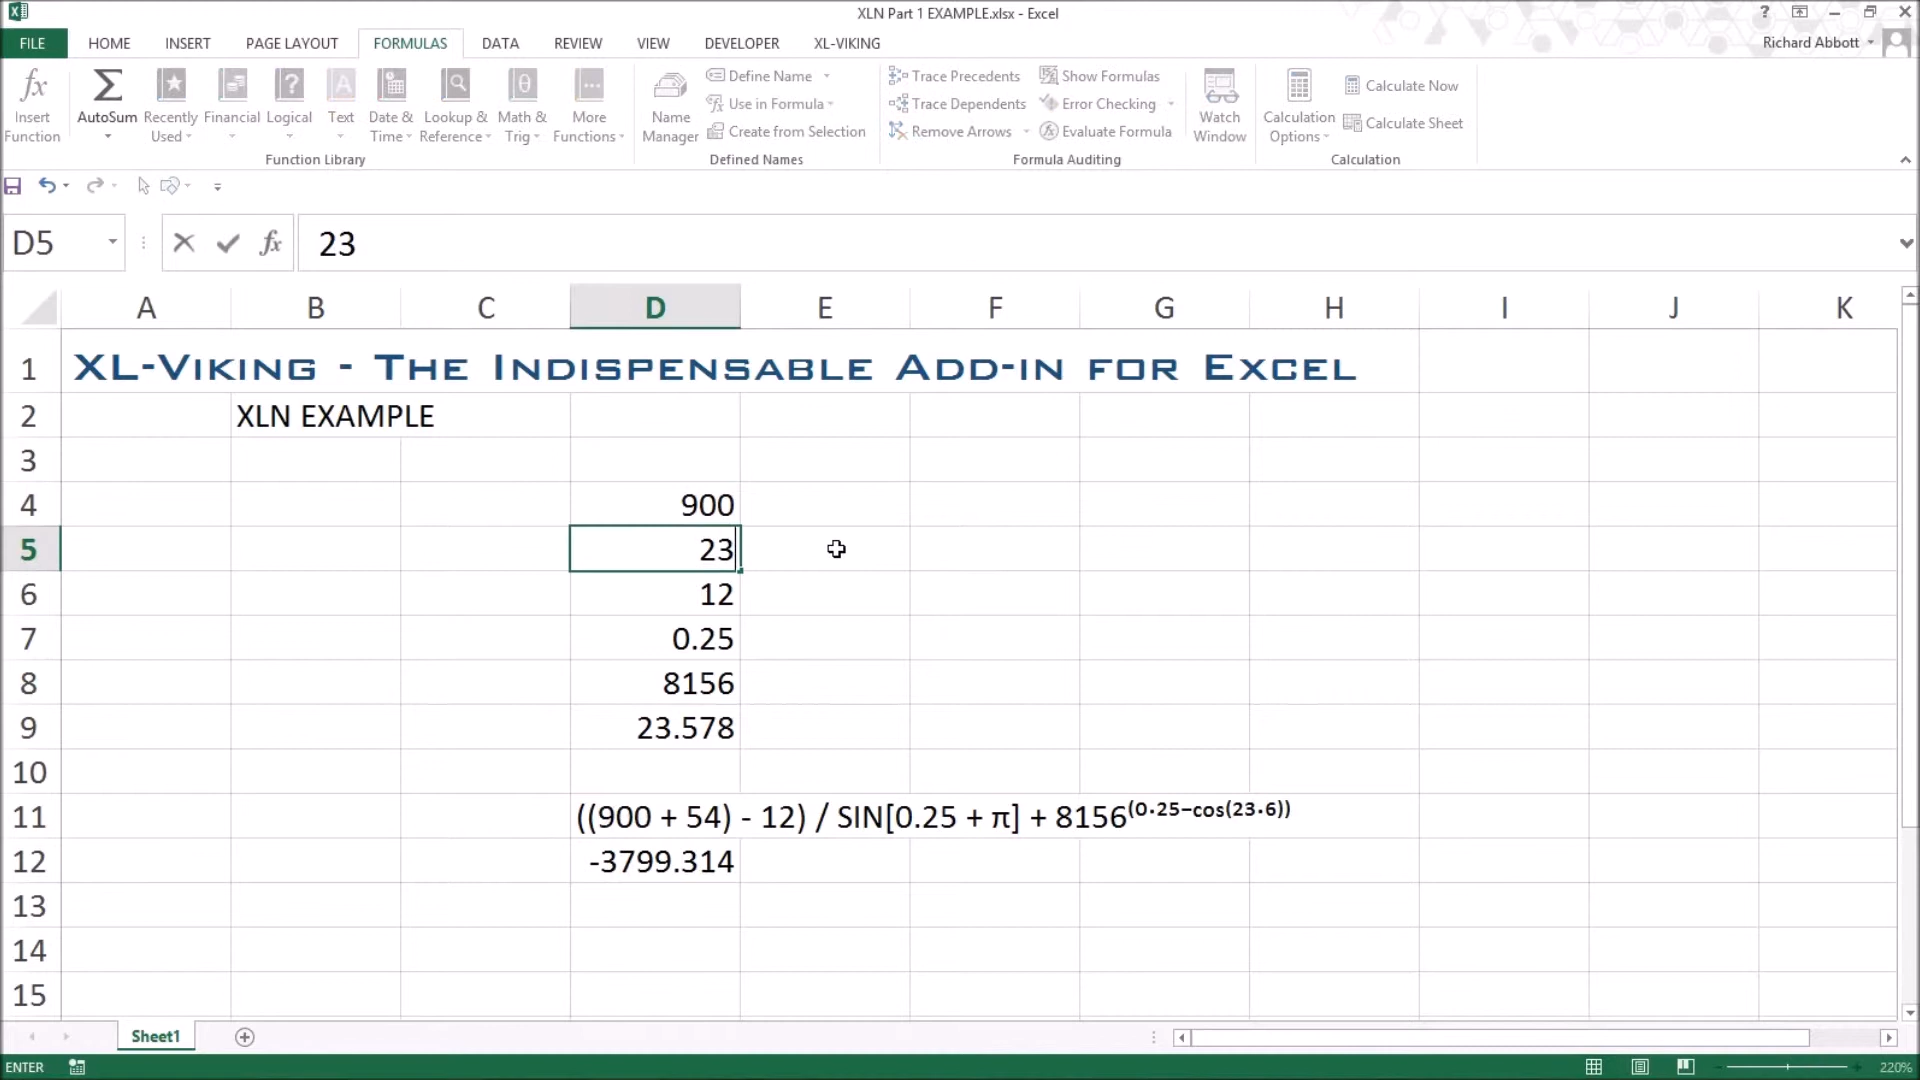 XLN Part 1 EXAMPLE.xlsx - Excel
?
FILE HOME INSERT PAGE LAYOUT FORMULAS DATA REVIEW VIEW DEVELOPER XL-VIKING Richard Abbott
Insert Function
AutoSum
Recently Used
Financial
Logical
Text
Date & Time
Lookup & Reference
Math & Trig
More Functions
Function Library
Name Manager
Define Name
Use in Formula
Create from Selection
Defined Names
Trace Precedents
Trace Dependents
Remove Arrows
Show Formulas
Error Checking
Evaluate Formula
Formula Auditing
Watch Window
Calculation Options
Calculate Now
Calculate Sheet
Calculation
D5 fx 23
A B C D E F G H I J K
1 XL-Viking - The Indispensable Add-in for Excel
2 XLN EXAMPLE
3
4 900
5 23
6 12
7 0.25
8 8156
9 23.578
10
11 ((900 + 54) - 12) / SIN[0.25 + π] + 8156⁽⁰·²⁵⁻ᶜᵒˢ⁽²³·⁶⁾⁾
12 -3799.314
13
14
15
Sheet1
ENTER 220%